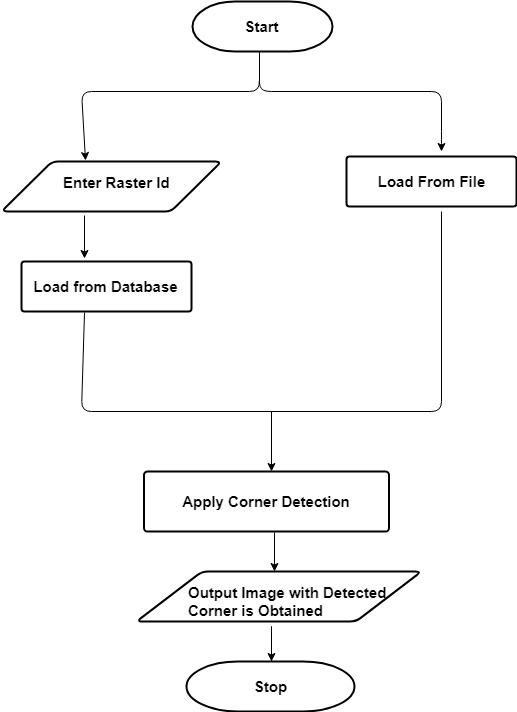 Start
Enter Raster Id
Load From File
Load from Database
Apply Corner Detection
Output Image with Detected
Corner is Obtained
Stop